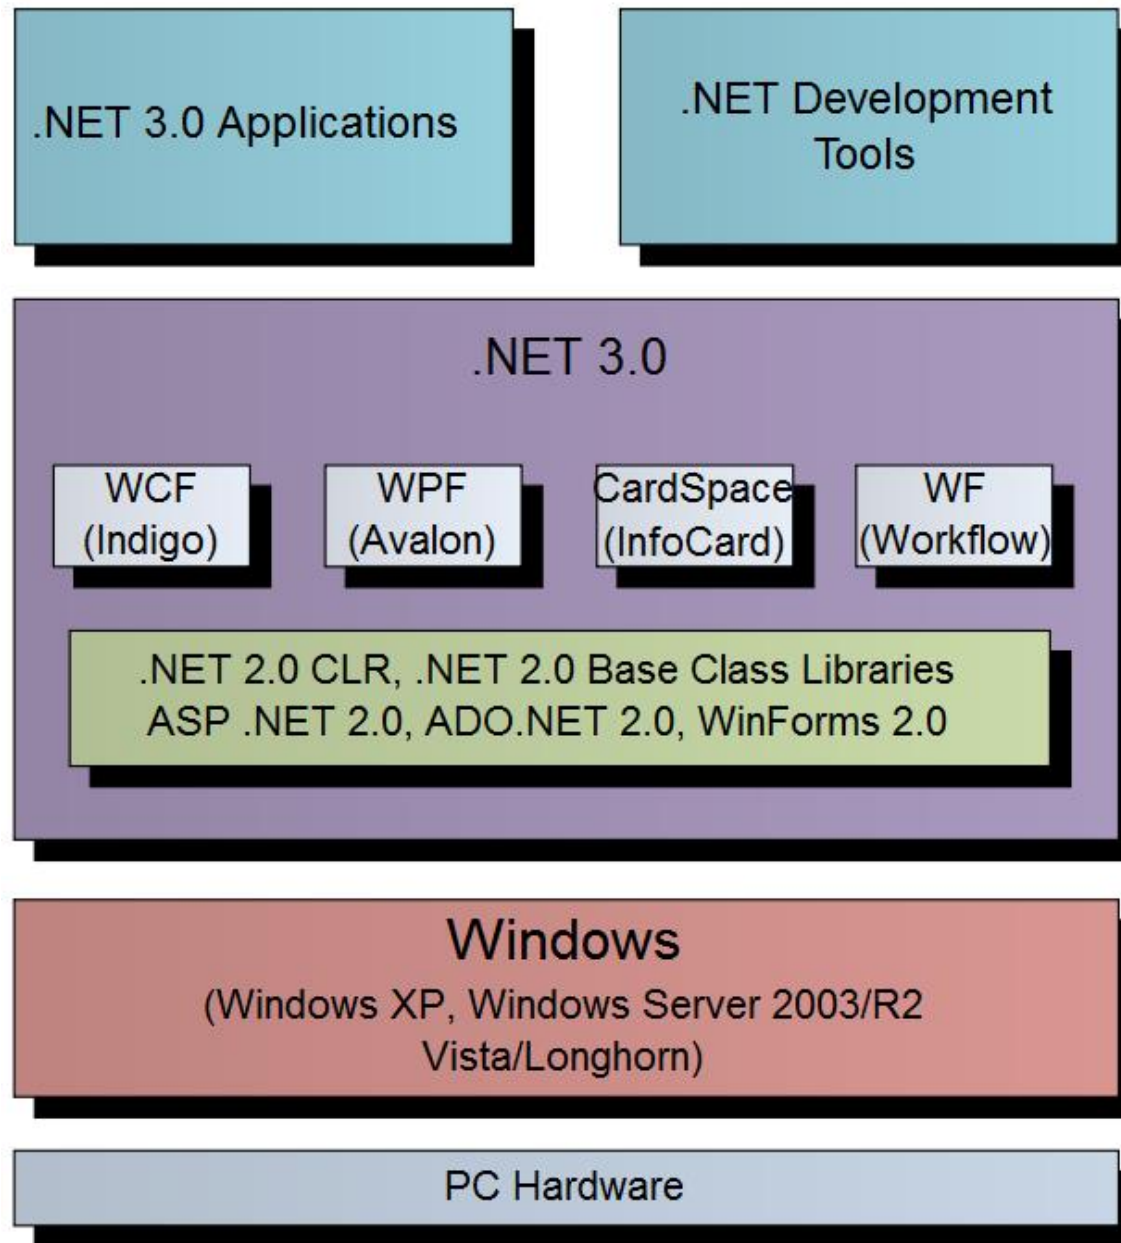 .NET 3.0 Applications
.NET Development
Tools
.NET 3.0
WCF
(Indigo)
WPF
(Avalon)
CardSpace
(InfoCard)
WF
(Workflow)
.NET 2.0 CLR, .NET 2.0 Base Class Libraries
ASP .NET 2.0, ADO.NET 2.0, WinForms 2.0
Windows
(Windows XP, Windows Server 2003/R2
Vista/Longhorn)
PC Hardware